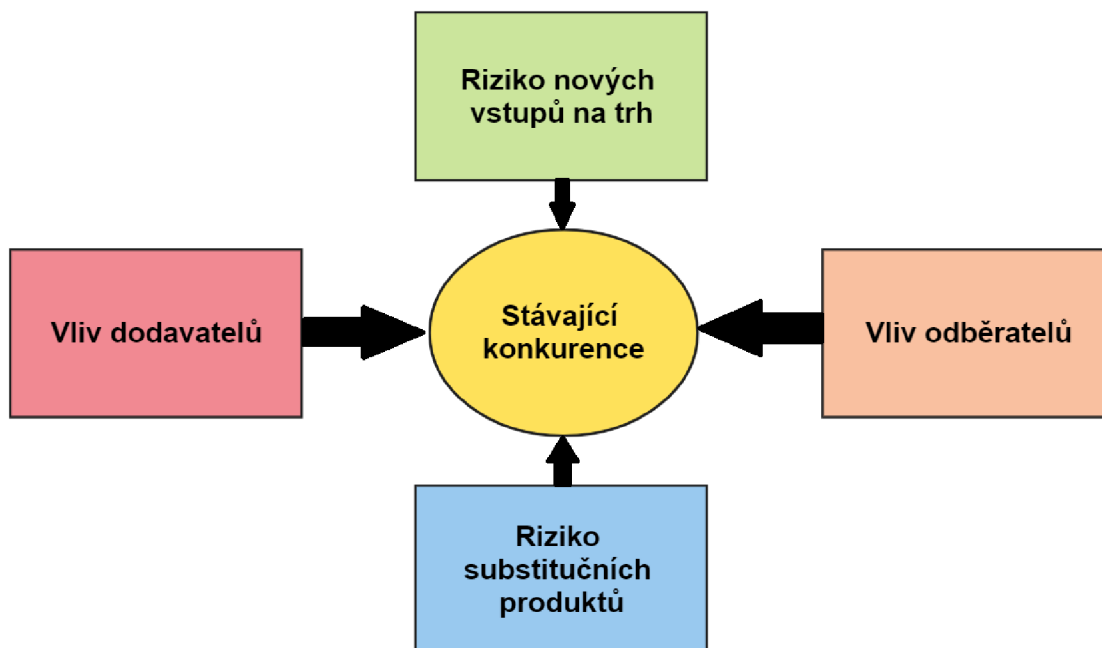 Riziko nových
vstupů na trh
Vliv dodavatelů
Stávající
konkurence
Vliv odběratelů
Riziko
substitučních
produktů